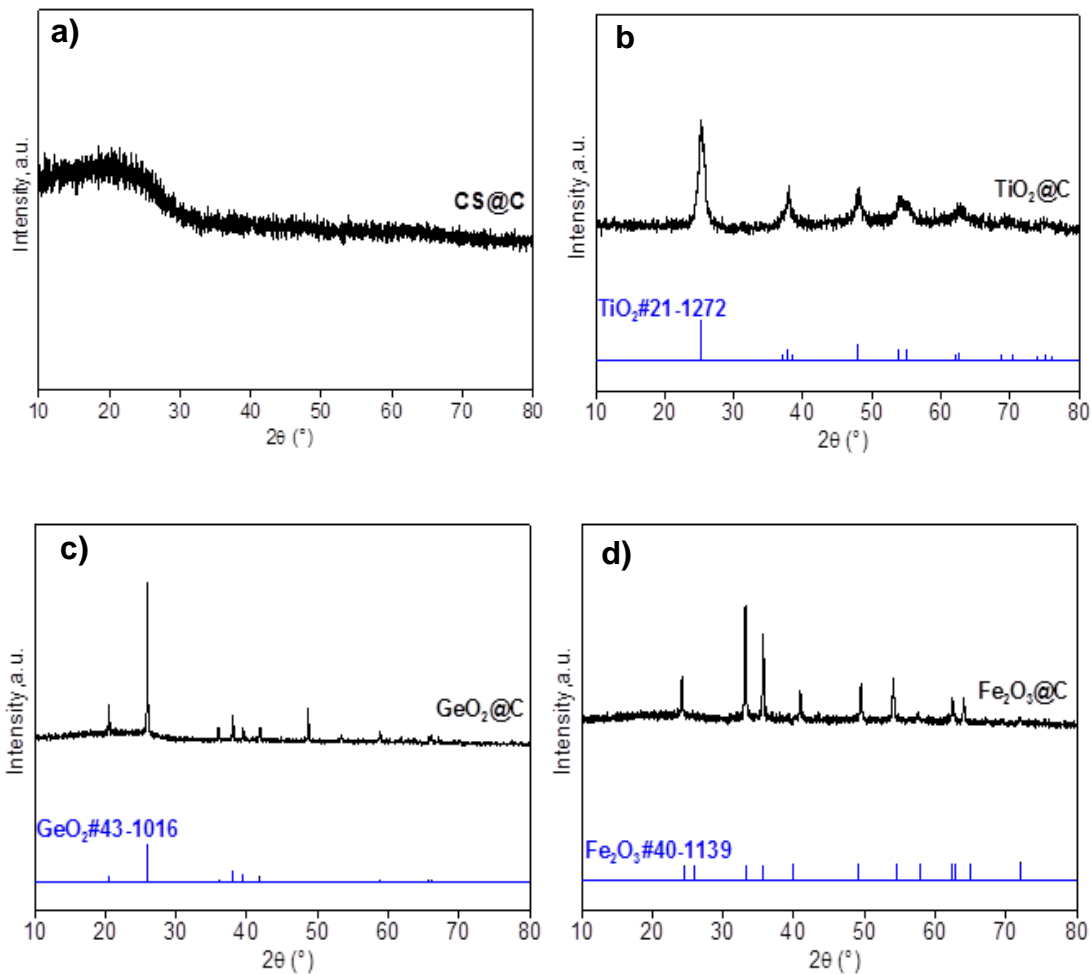 a)
CS@C
Intensity,a.u.
10 20 30 40 50 60 70 80
2θ (°)
b
TiO₂@C
TiO₂#21-1272
Intensity,a.u.
10 20 30 40 50 60 70 80
2θ (°)
c)
GeO₂@C
GeO₂#43-1016
Intensity,a.u.
10 20 30 40 50 60 70 80
2θ (°)
d)
Fe₂O₃@C
Fe₂O₃#40-1139
Intensity,a.u.
10 20 30 40 50 60 70 80
2θ (°)